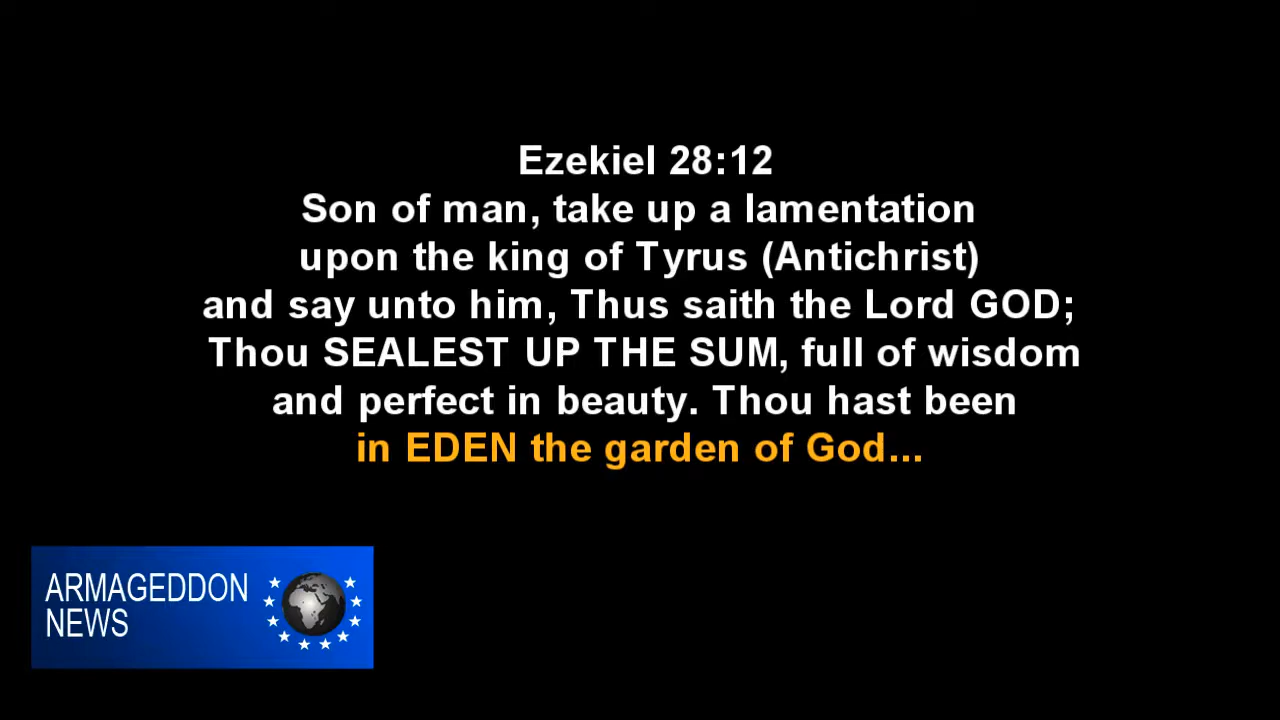 Ezekiel 28:12
Son of man, take up a lamentation
upon the king of Tyrus (Antichrist)
and say unto him, Thus saith the Lord GOD;
Thou SEALEST UP THE SUM, full of wisdom
and perfect in beauty. Thou hast been
in EDEN the garden of God...
ARMAGEDDON
NEWS